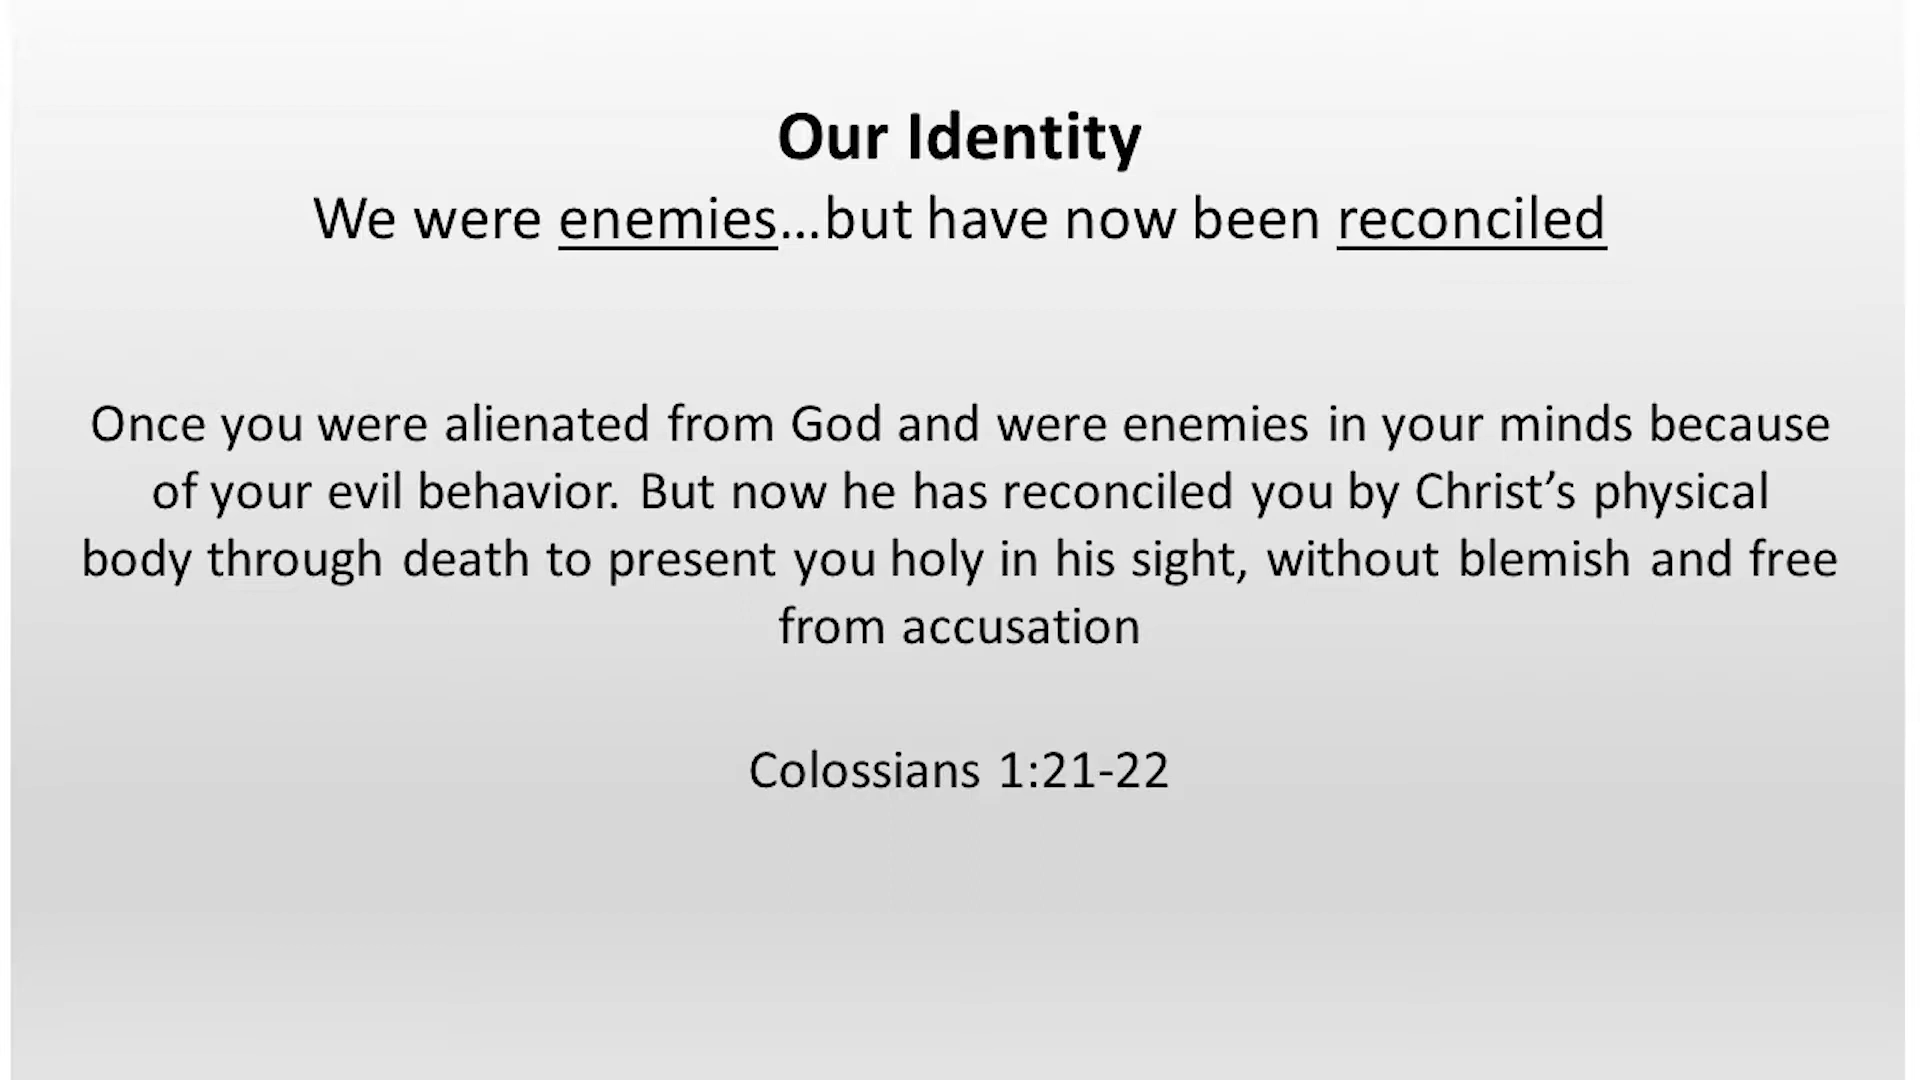 Our Identity
We were enemies...but have now been reconciled
Once you were alienated from God and were enemies in your minds because
of your evil behavior. But now he has reconciled you by Christ’s physical
body through death to present you holy in his sight, without blemish and free
from accusation
Colossians 1:21-22